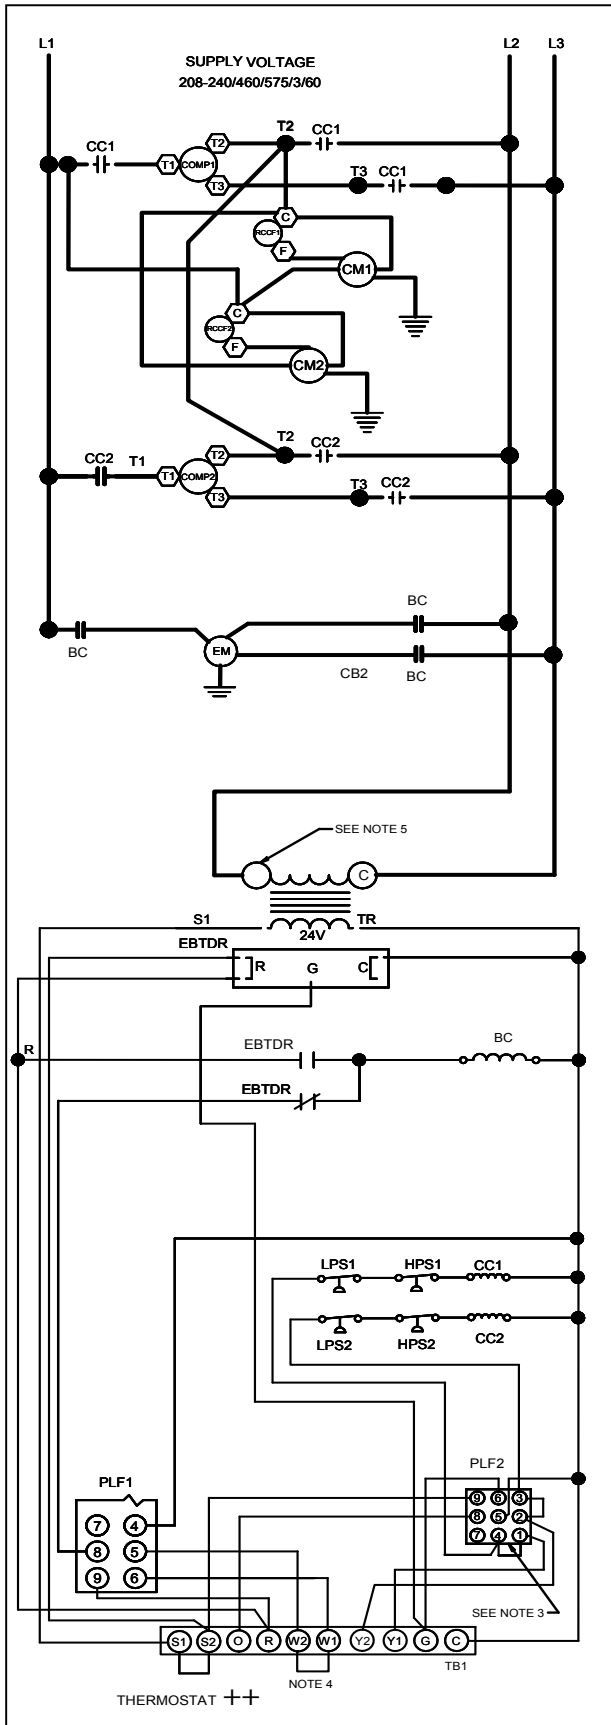 L1 L2 L3
SUPPLY VOLTAGE
208-240/460/575/3/60
CC1 T2 T2 CC1
T1 COMP1
T3 T3 CC1
C
RCCF1
F
CM1
C
RCCF2
F
CM2
T2 CC2
CC2 T1 T1 COMP2 T2
T3 T3 CC2
BC
BC EM
CB2 BC
SEE NOTE 5
C
S1 TR
24V
EBTDR
R G C
R EBTDR BC
EBTDR
LPS1 HPS1 CC1
LPS2 HPS2 CC2
PLF2
PLF1
9 6 3
8 5 2
7 4 1
7 4
8 5
9 6
SEE NOTE 3
S1 S2 O R W2 W1 Y2 Y1 G C
TB1
NOTE 4
THERMOSTAT ++